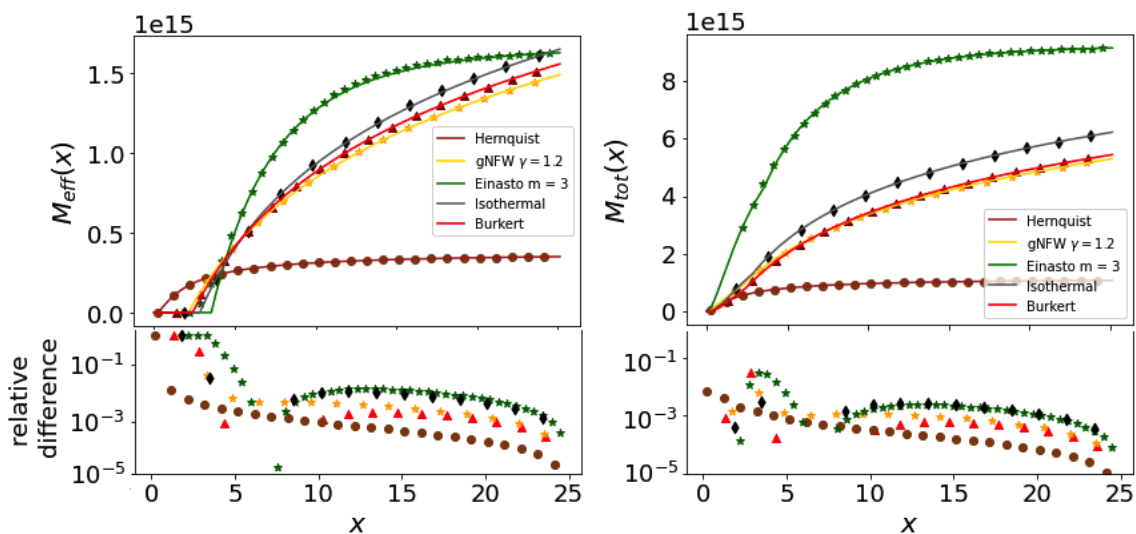 1e15
M_eff(x)
1.5
1.0
0.5
0.0
Hernquist
gNFW γ = 1.2
Einasto m = 3
Isothermal
Burkert
relative
difference
10⁻¹
10⁻³
10⁻⁵
0 5 10 15 20 25
x
1e15
M_tot(x)
8
6
4
2
0
Hernquist
gNFW γ = 1.2
Einasto m = 3
Isothermal
Burkert
10⁻¹
10⁻³
10⁻⁵
0 5 10 15 20 25
x